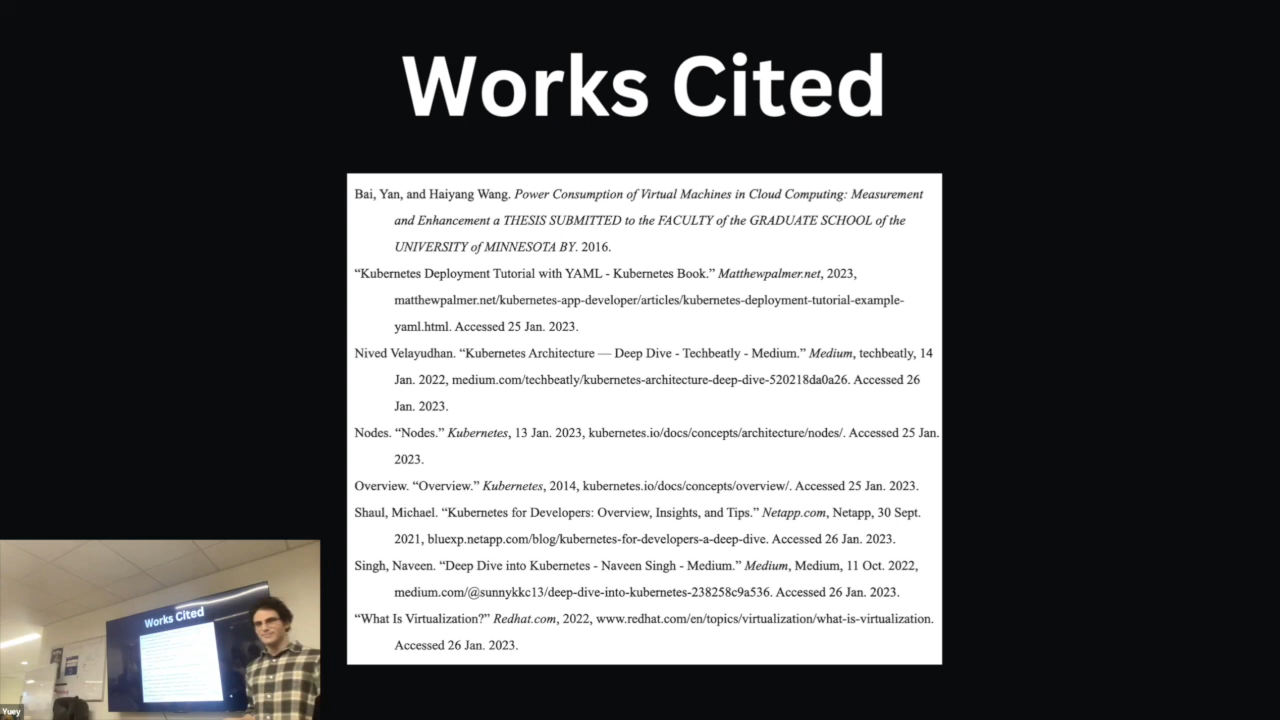 Works Cited
Bai, Yan, and Haiyang Wang. Power Consumption of Virtual Machines in Cloud Computing: Measurement
and Enhancement a THESIS SUBMITTED to the FACULTY of the GRADUATE SCHOOL of the
UNIVERSITY of MINNESOTA BY. 2016.
“Kubernetes Deployment Tutorial with YAML - Kubernetes Book.” Matthewpalmer.net, 2023,
matthewpalmer.net/kubernetes-app-developer/articles/kubernetes-deployment-tutorial-example-
yaml.html. Accessed 25 Jan. 2023.
Nived Velayudhan. “Kubernetes Architecture — Deep Dive - Techbeatly - Medium.” Medium, techbeatly, 14
Jan. 2022, medium.com/techbeatly/kubernetes-architecture-deep-dive-520218da0a26. Accessed 26
Jan. 2023.
Nodes. “Nodes.” Kubernetes, 13 Jan. 2023, kubernetes.io/docs/concepts/architecture/nodes/. Accessed 25 Jan.
2023.
Overview. “Overview.” Kubernetes, 2014, kubernetes.io/docs/concepts/overview/. Accessed 25 Jan. 2023.
Shaul, Michael. “Kubernetes for Developers: Overview, Insights, and Tips.” Netapp.com, Netapp, 30 Sept.
2021, bluexp.netapp.com/blog/kubernetes-for-developers-a-deep-dive. Accessed 26 Jan. 2023.
Singh, Naveen. “Deep Dive into Kubernetes - Naveen Singh - Medium.” Medium, Medium, 11 Oct. 2022,
medium.com/@sunnykkc13/deep-dive-into-kubernetes-238258c9a536. Accessed 26 Jan. 2023.
“What Is Virtualization?” Redhat.com, 2022, www.redhat.com/en/topics/virtualization/what-is-virtualization.
Accessed 26 Jan. 2023.
Works Cited
Yuey